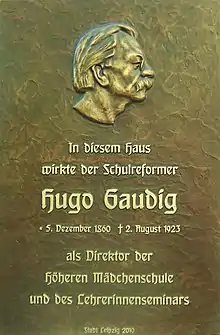 In diesem Haus
wirkte der Schulreformer
Hugo Gaudig
* 5. Dezember 1860 † 2. August 1923
als Direktor der
Höheren Mädchenschule
und des Lehrerinnenseminars
Stadt Leipzig 2010